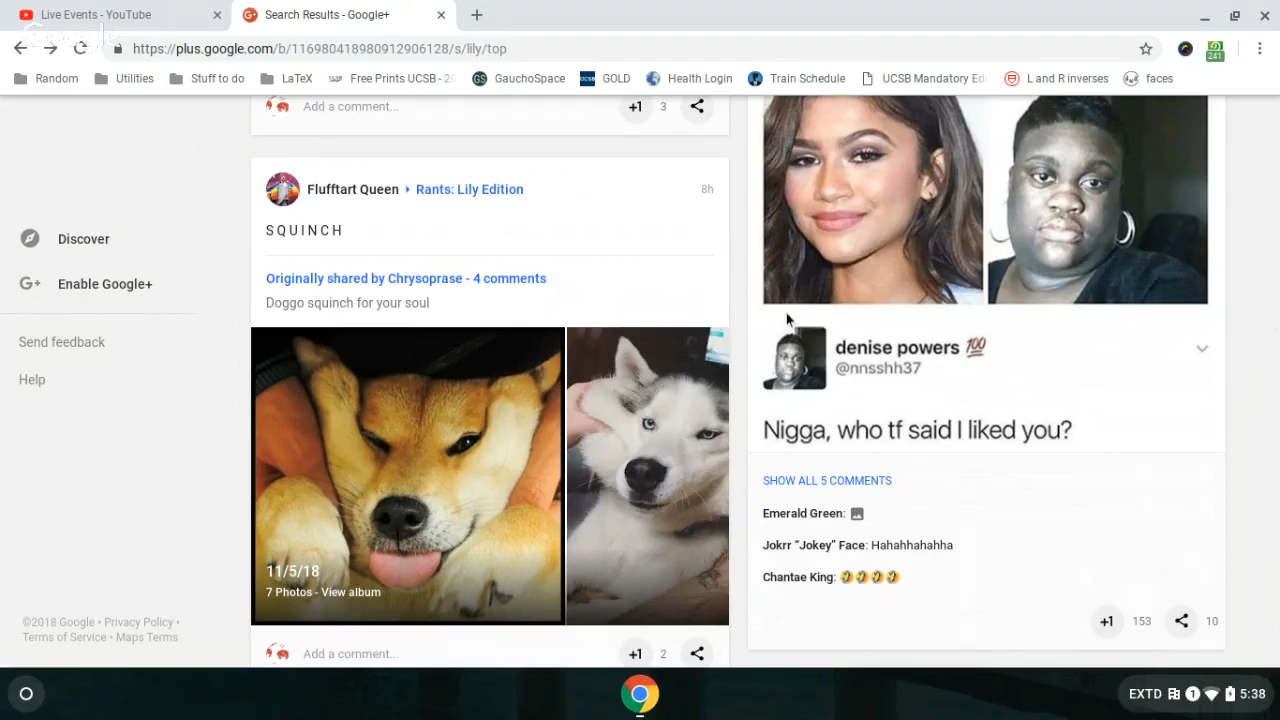 Live Events - YouTube
Search Results - Google+
Google
https://plus.google.com/b/116980418980912906128/s/lily/top
Random
Utilities
Stuff to do
LaTeX
Free Prints UCSB - 20
GauchoSpace
GOLD
Health Login
Train Schedule
UCSB Mandatory Ed
L and R inverses
faces
241
Discover
Enable Google+
Send feedback
Help
©2018 Google • Privacy Policy •
Terms of Service • Maps Terms
Add a comment...
+1 3
Flufftart Queen Rants: Lily Edition 8h
S Q U I N C H
Originally shared by Chrysoprase - 4 comments
Doggo squinch for your soul
11/5/18
7 Photos - View album
Add a comment...
+1 2
denise powers 💯
@nnsshh37
Nigga, who tf said I liked you?
SHOW ALL 5 COMMENTS
Emerald Green:
Jokrr “Jokey” Face: Hahahhahahha
Chantae King: 🤣🤣🤣🤣
+1 153 10
EXTD 1 5:38